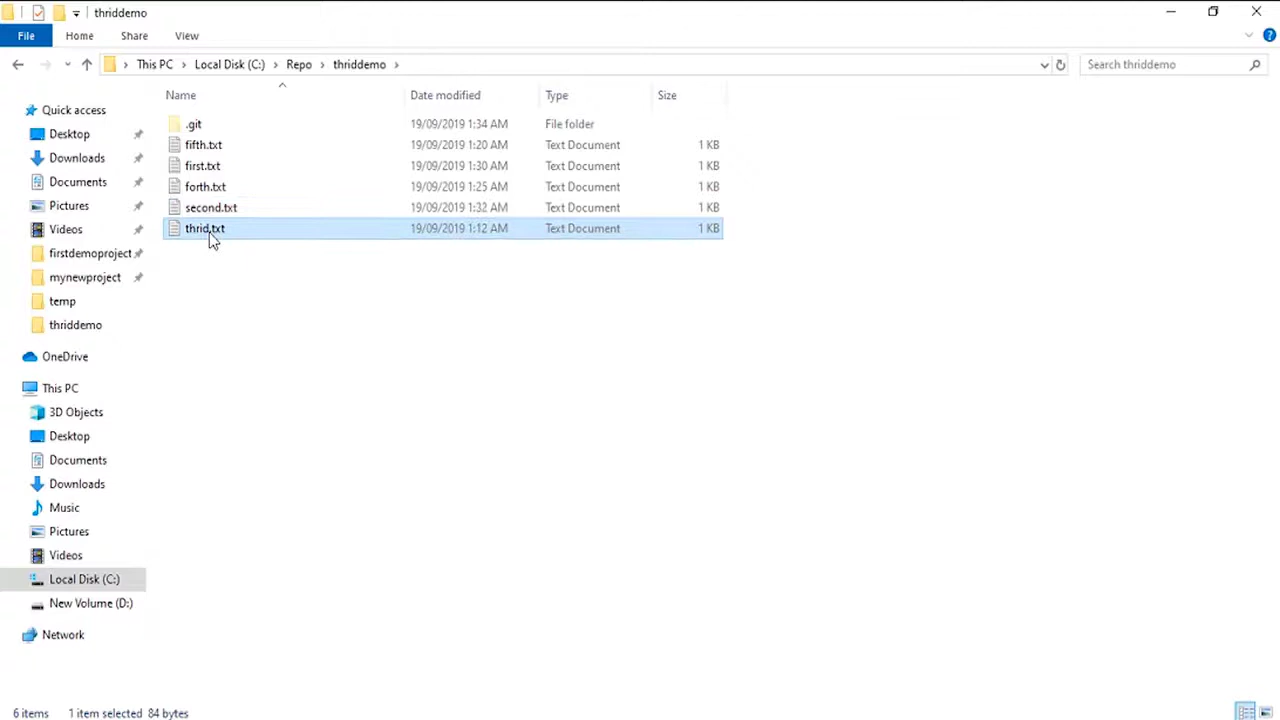 thriddemo
File Home Share View
This PC Local Disk (C:) Repo thriddemo Search thriddemo
Name Date modified Type Size
.git 19/09/2019 1:34 AM File folder
fifth.txt 19/09/2019 1:20 AM Text Document 1 KB
first.txt 19/09/2019 1:30 AM Text Document 1 KB
forth.txt 19/09/2019 1:25 AM Text Document 1 KB
second.txt 19/09/2019 1:32 AM Text Document 1 KB
thrid.txt 19/09/2019 1:12 AM Text Document 1 KB
Quick access
Desktop
Downloads
Documents
Pictures
Videos
firstdemoproject
mynewproject
temp
thriddemo
OneDrive
This PC
3D Objects
Desktop
Documents
Downloads
Music
Pictures
Videos
Local Disk (C:)
New Volume (D:)
Network
6 items 1 item selected 84 bytes